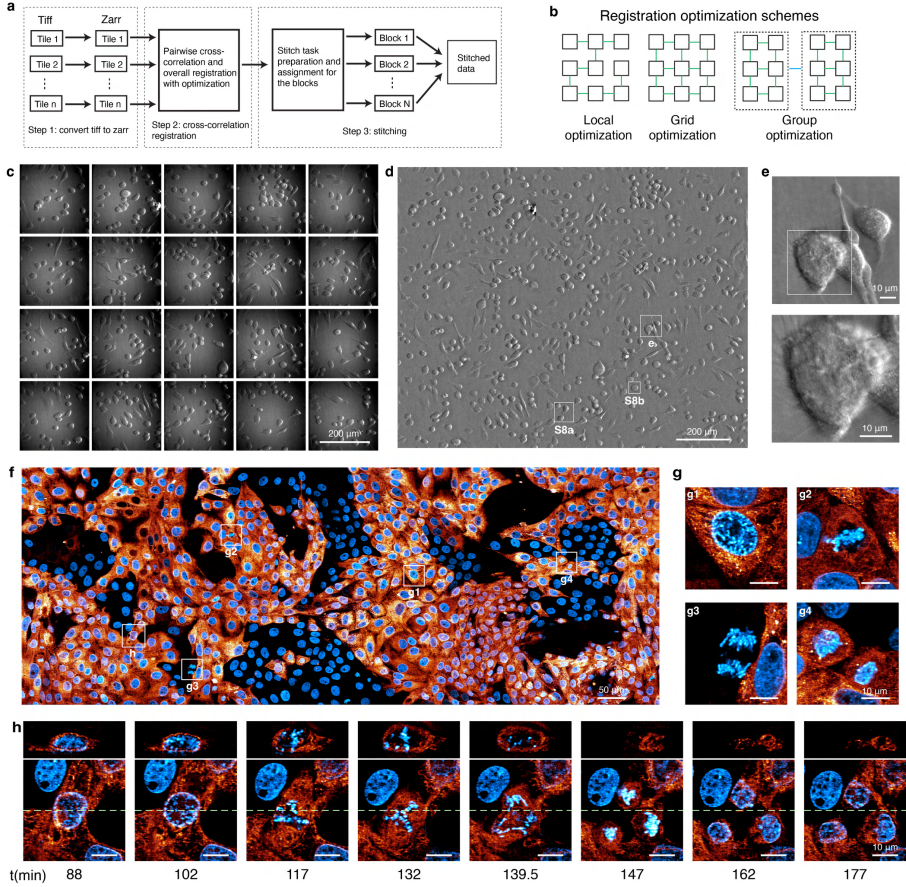 a
Tiff
Zarr
Tile 1
Tile 1
Tile 2
Tile 2
Tile n
Tile n
Pairwise cross-
correlation and
overall registration
with optimization
Stitch task
preparation and
assignment for
the blocks
Block 1
Block 2
Block N
Stitched
data
Step 1: convert tiff to zarr
Step 2: cross-correlation
registration
Step 3: stitching
b
Registration optimization schemes
Local
optimization
Grid
optimization
Group
optimization
c
200 µm
d
e
S8b
S8a
200 µm
e
10 µm
10 µm
f
g2
g1
g4
h
g3
50 µm
g
g1
g2
g3
g4
10 µm
h
10 µm
t(min)
88
102
117
132
139.5
147
162
177